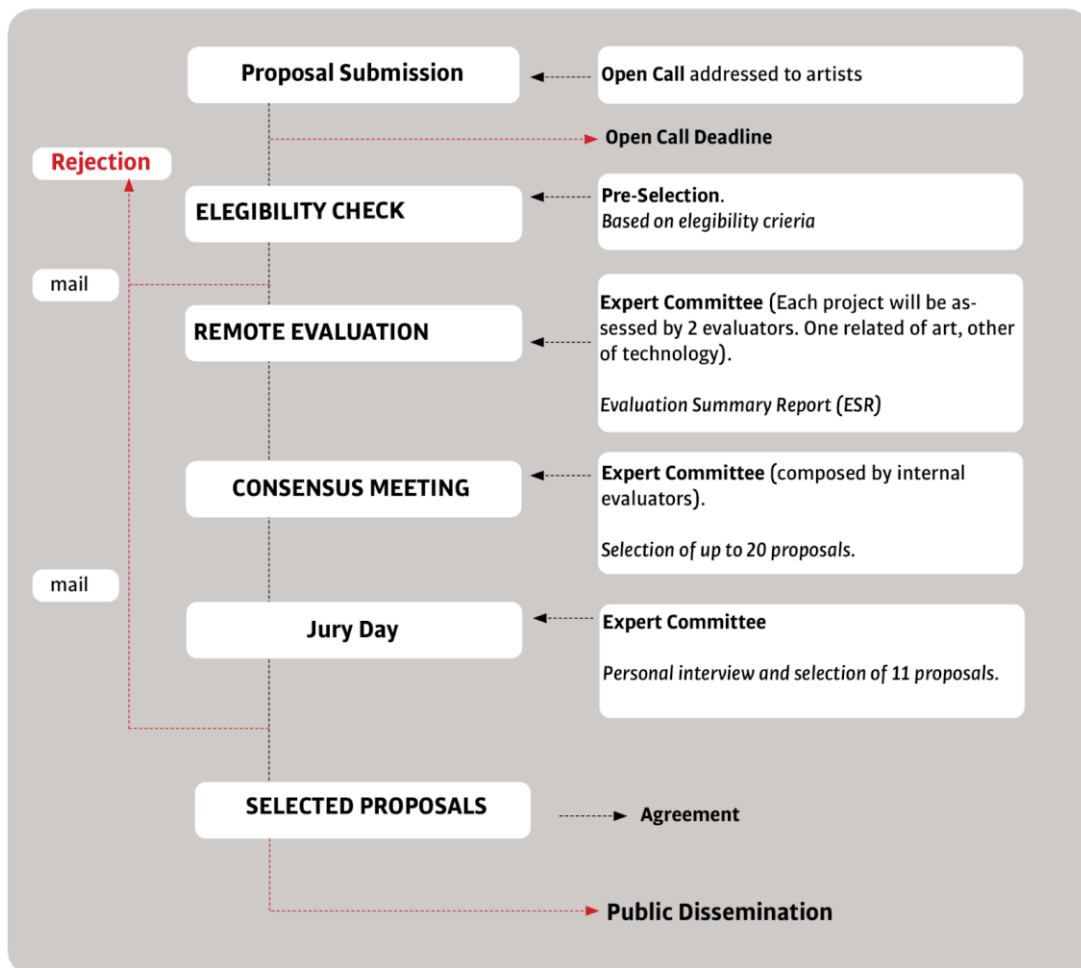 Proposal Submission
Open Call addressed to artists
Open Call Deadline
Rejection
ELEGIBILITY CHECK
Pre-Selection.
Based on elegibility crieria
mail
REMOTE EVALUATION
Expert Committee (Each project will be as-
sessed by 2 evaluators. One related of art, other
of technology).
Evaluation Summary Report (ESR)
CONSENSUS MEETING
Expert Committee (composed by internal
evaluators).
Selection of up to 20 proposals.
mail
Jury Day
Expert Committee
Personal interview and selection of 11 proposals.
SELECTED PROPOSALS
Agreement
Public Dissemination